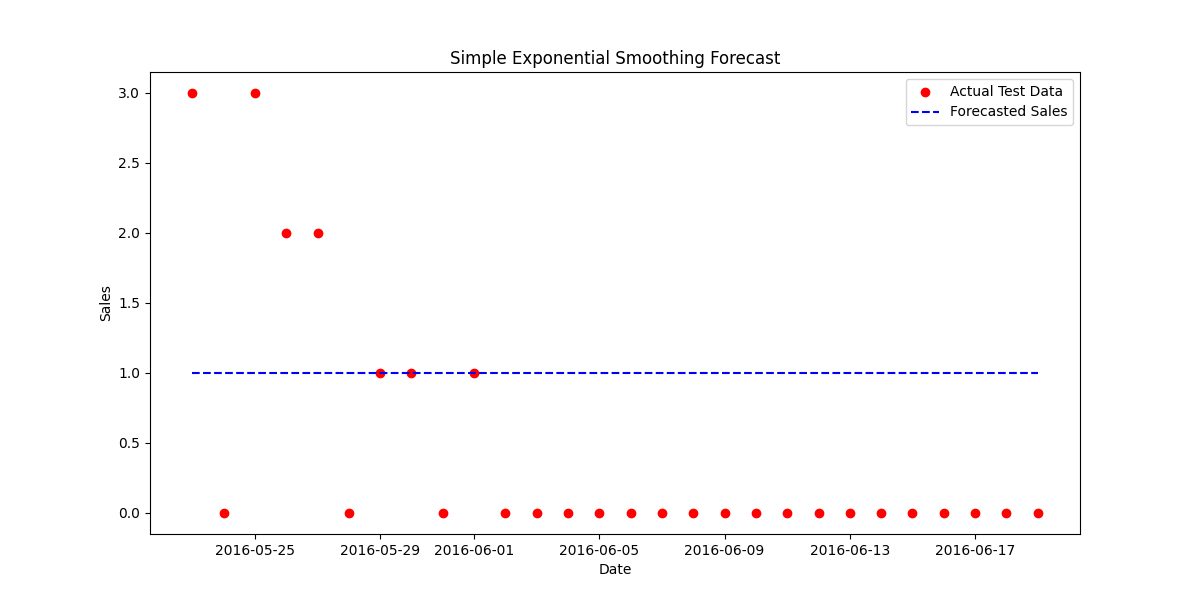 Simple Exponential Smoothing Forecast
Actual Test Data
Forecasted Sales
3.0
2.5
2.0
1.5
1.0
0.5
0.0
Sales
2016-05-25 2016-05-29 2016-06-01 2016-06-05 2016-06-09 2016-06-13 2016-06-17
Date